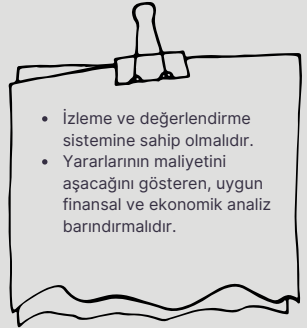 • İzleme ve değerlendirme
sistemine sahip olmalıdır.
• Yararlarının maliyetini
aşacağını gösteren, uygun
finansal ve ekonomik analiz
barındırmalıdır.